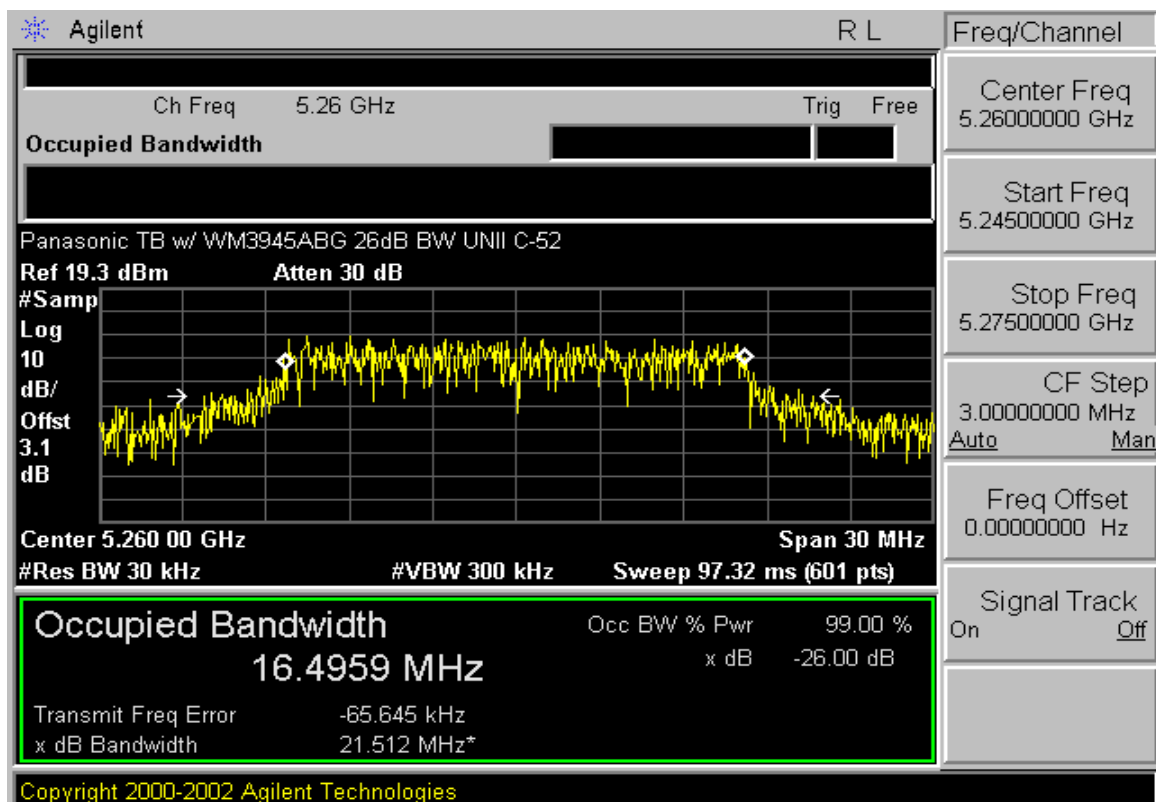 Agilent R L
Freq/Channel
Ch Freq 5.26 GHz Trig Free
Occupied Bandwidth
Center Freq
5.26000000 GHz
Start Freq
5.24500000 GHz
Stop Freq
5.27500000 GHz
CF Step
3.00000000 MHz
Auto Man
Freq Offset
0.00000000 Hz
Signal Track
On Off
Panasonic TB w/ WM3945ABG 26dB BW UNII C-52
Ref 19.3 dBm Atten 30 dB
#Samp
Log
10
dB/
Offst
3.1
dB
Center 5.260 00 GHz Span 30 MHz
#Res BW 30 kHz #VBW 300 kHz Sweep 97.32 ms (601 pts)
Occupied Bandwidth Occ BW % Pwr 99.00 %
16.4959 MHz x dB -26.00 dB
Transmit Freq Error -65.645 kHz
x dB Bandwidth 21.512 MHz*
Copyright 2000-2002 Agilent Technologies